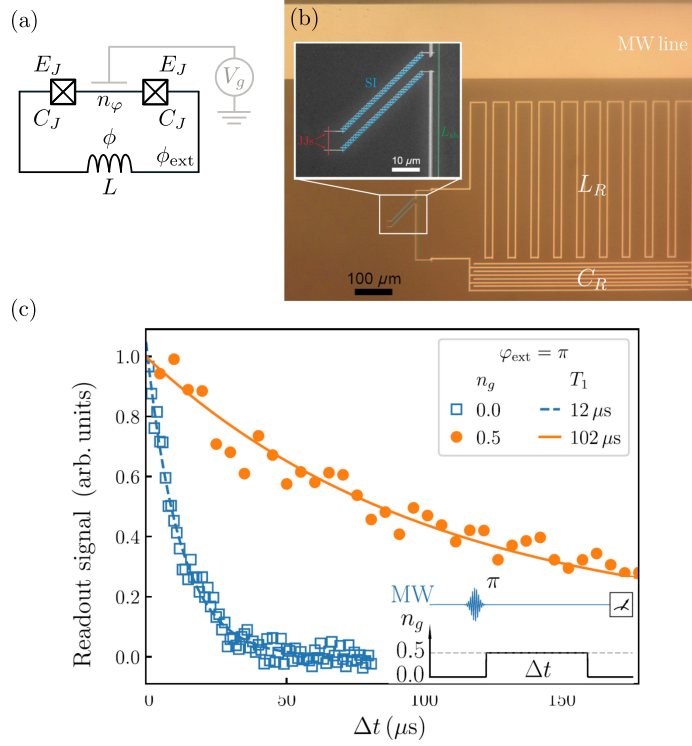 (a)
E_J
E_J
V_g
n_φ
C_J
C_J
ϕ
ϕ_ext
L
(b)
MW line
SI
JJs
10 μm
L_R
C_R
100 μm
(c)
Readout signal (arb. units)
1.0
0.8
0.6
0.4
0.2
0.0
0
50
100
150
Δt (μs)
φ_ext = π
n_g
T_1
0.0
12 μs
0.5
102 μs
MW
π
n_g
0.5
0.0
Δt